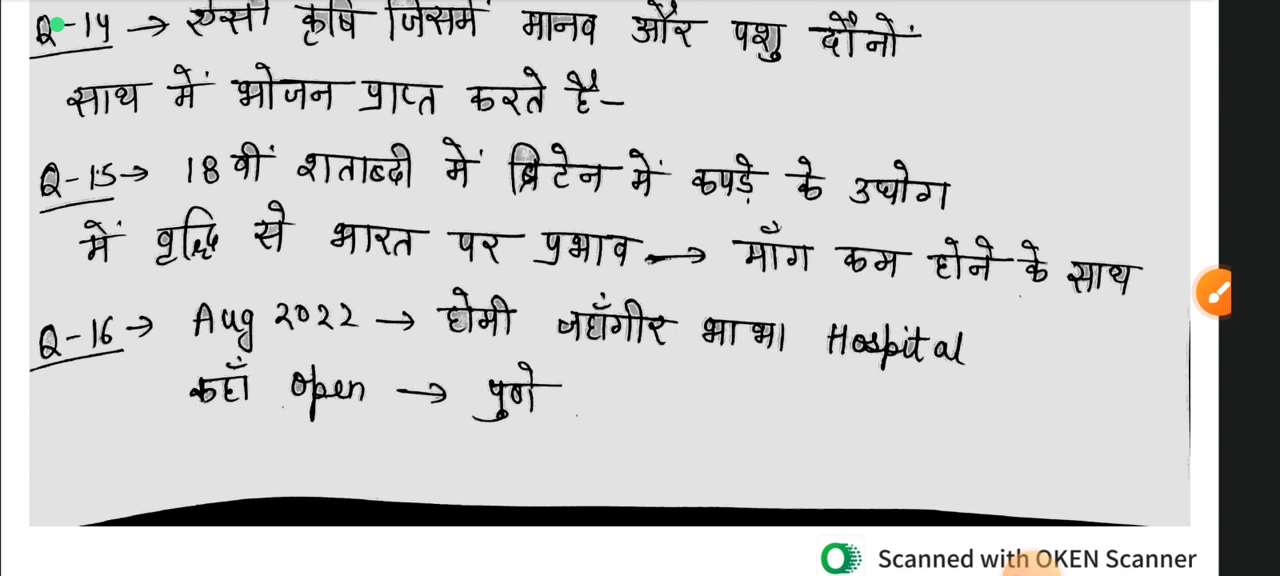 Q-14 → ऐसी कृषि जिसमें मानव और पशु दौनों
साथ में भोजन प्राप्त करते है-
Q-15→ 18 वीं शताब्दी में ब्रिटेन में कपड़े के उघोग
में वृद्धि से भारत पर प्रभाव → माँग कम होने के साथ
Q-16→ Aug 2022 → होमी जहाँगीर भाभा Hospital
कहाँ open → पुणे
Scanned with OKEN Scanner